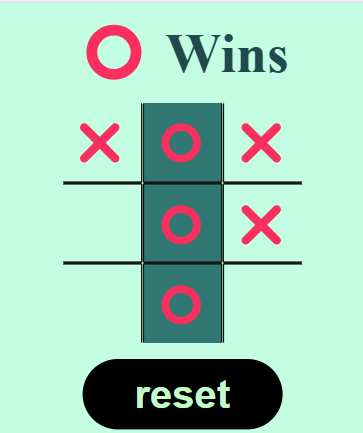 O Wins
X O X
O X
O
reset